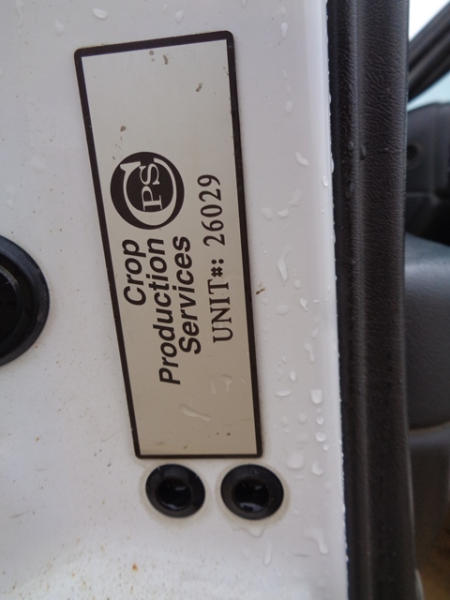 CPS
Crop
Production
Services
UNIT#: 26029